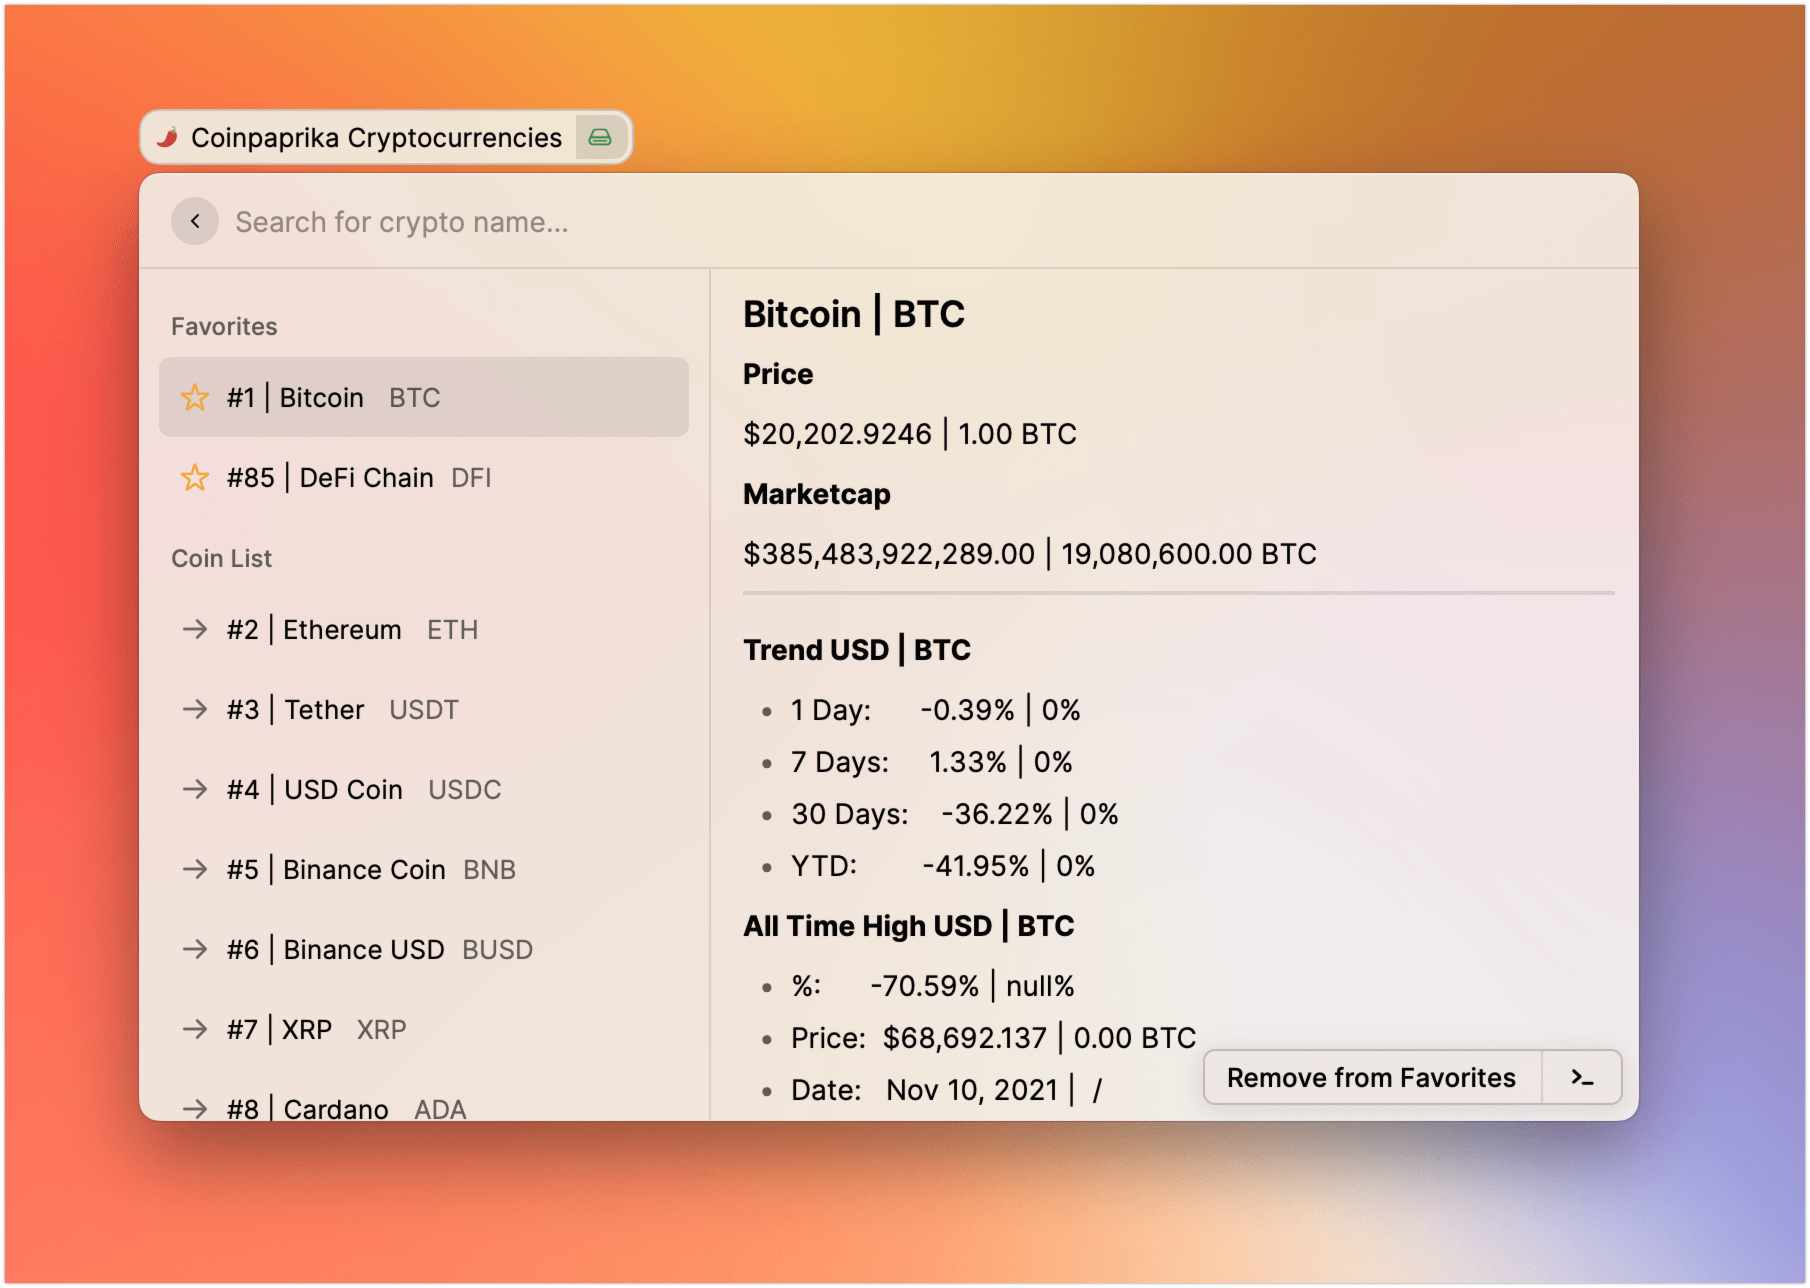 Coinpaprika Cryptocurrencies
Search for crypto name...
Favorites
#1 | Bitcoin BTC
#85 | DeFi Chain DFI
Coin List
#2 | Ethereum ETH
#3 | Tether USDT
#4 | USD Coin USDC
#5 | Binance Coin BNB
#6 | Binance USD BUSD
#7 | XRP XRP
#8 | Cardano ADA
Bitcoin | BTC
Price
$20,202.9246 | 1.00 BTC
Marketcap
$385,483,922,289.00 | 19,080,600.00 BTC
Trend USD | BTC
• 1 Day: -0.39% | 0%
• 7 Days: 1.33% | 0%
• 30 Days: -36.22% | 0%
• YTD: -41.95% | 0%
All Time High USD | BTC
• %: -70.59% | null%
• Price: $68,692.137 | 0.00 BTC
• Date: Nov 10, 2021 | /
Remove from Favorites